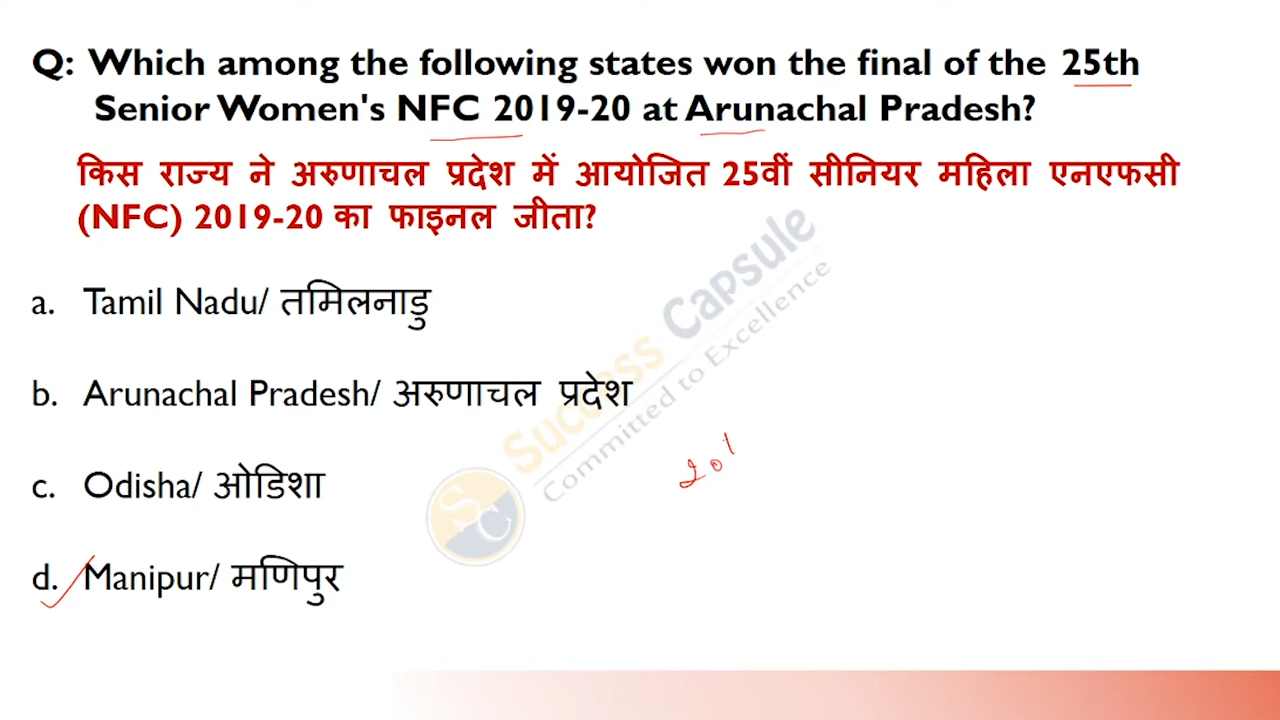 Q: Which among the following states won the final of the 25th
Senior Women's NFC 2019-20 at Arunachal Pradesh?
किस राज्य ने अरुणाचल प्रदेश में आयोजित 25वीं सीनियर महिला एनएफसी
(NFC) 2019-20 का फाइनल जीता?
a. Tamil Nadu/ तमिलनाडु
b. Arunachal Pradesh/ अरुणाचल प्रदेश
c. Odisha/ ओडिशा
d. Manipur/ मणिपुर
Success Capsule
Committed to Excellence
SC
201